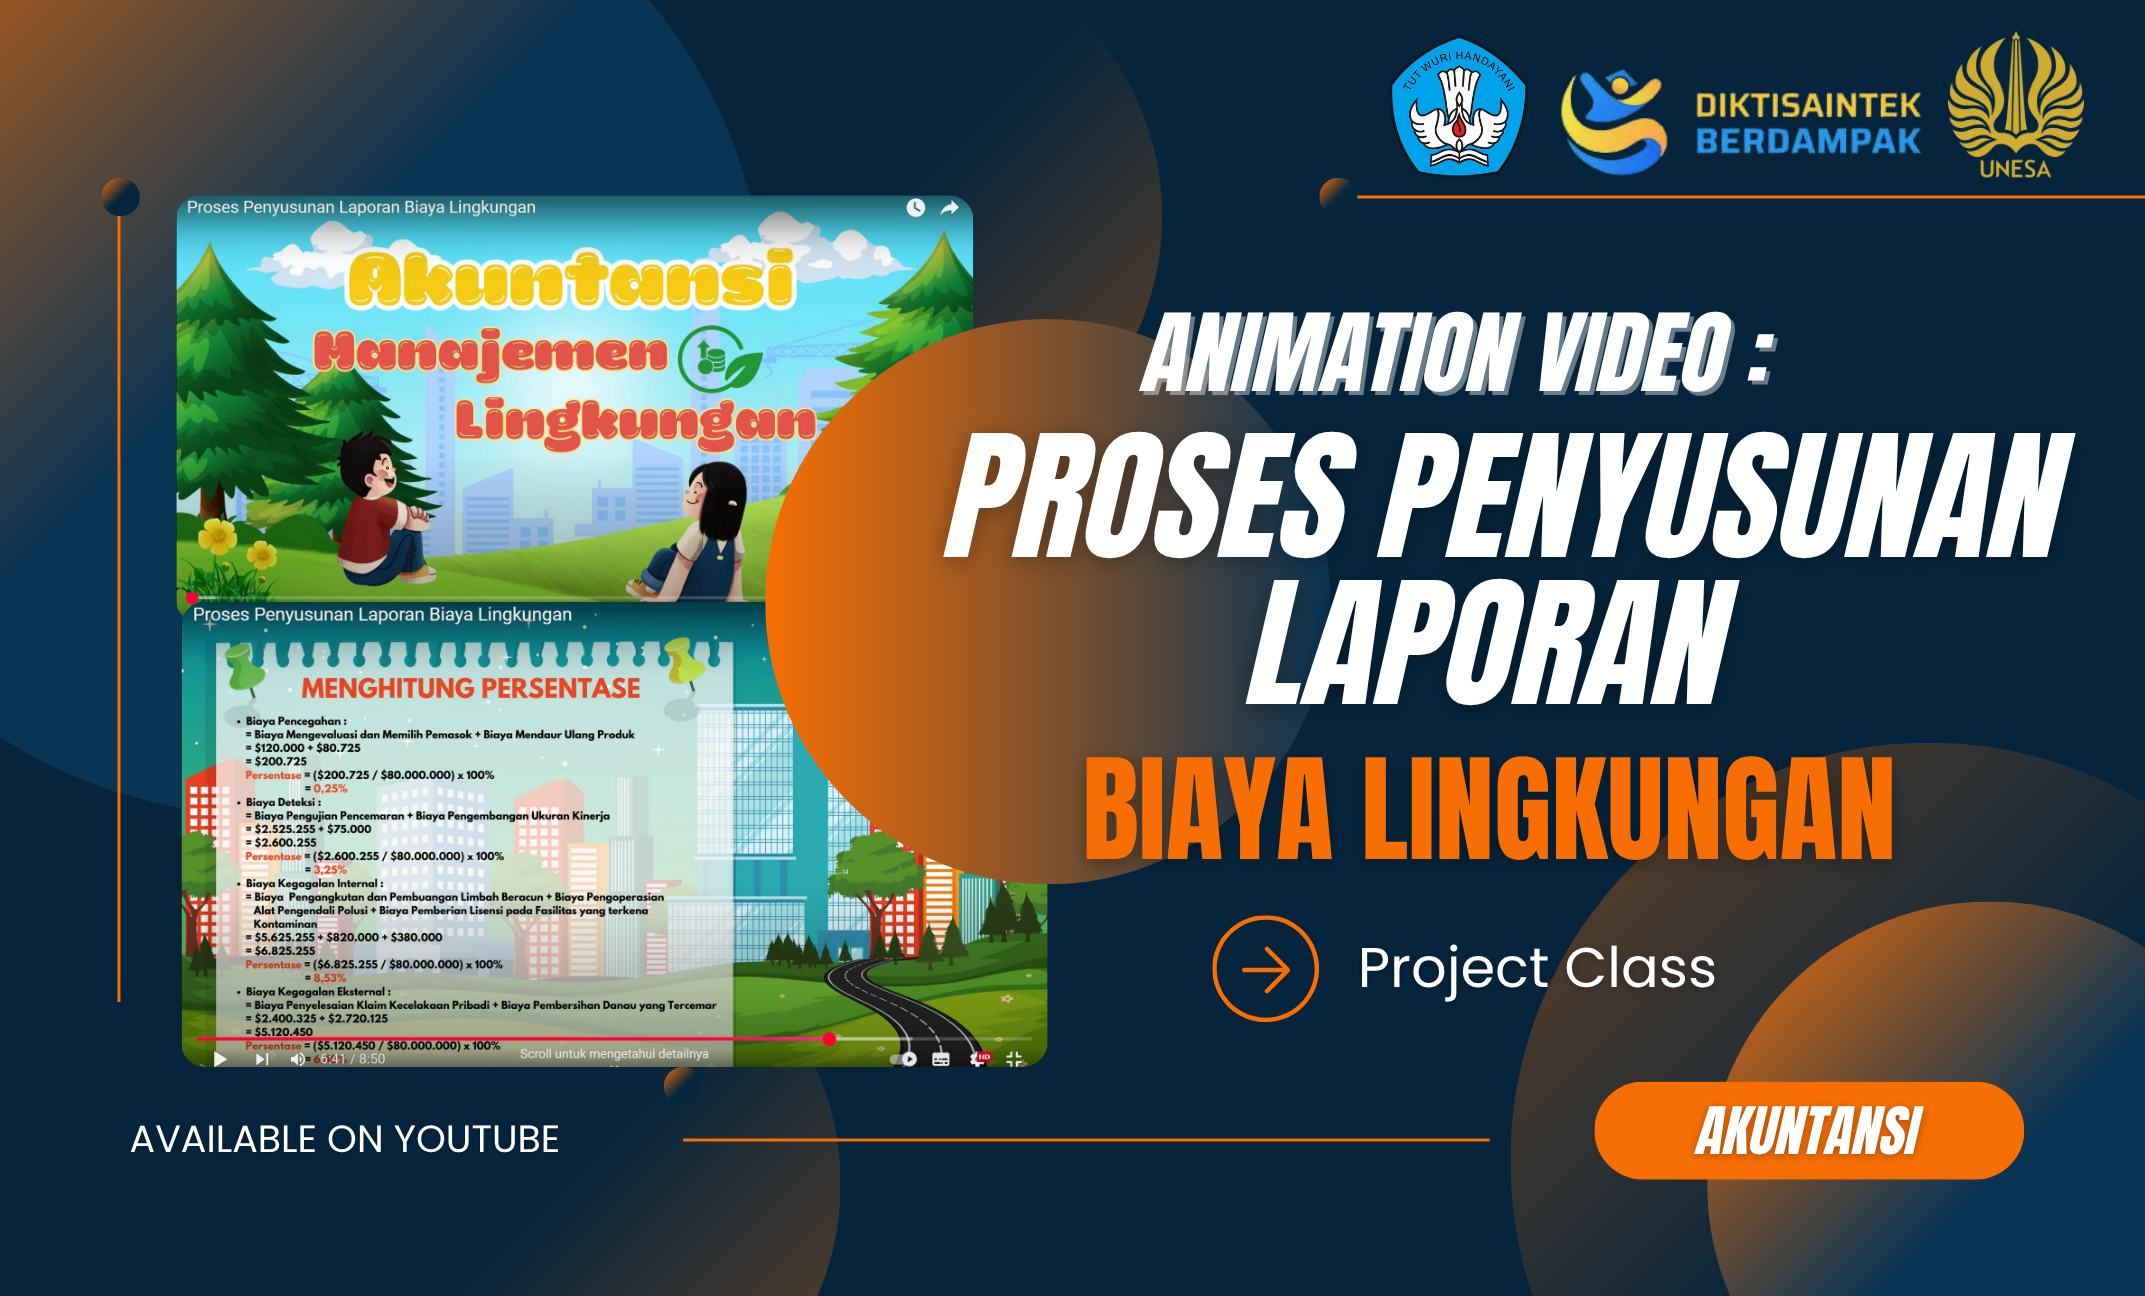 TUT WURI HANDAYANI
DIKTISAINTEK
BERDAMPAK
UNESA
Proses Penyusunan Laporan Biaya Lingkungan
Akuntansi
Manajemen
Lingkungan
Proses Penyusunan Laporan Biaya Lingkungan
MENGHITUNG PERSENTASE
• Biaya Pencegahan :
= Biaya Mengevaluasi dan Memilih Pemasok + Biaya Mendaur Ulang Produk
= $120.000 + $80.725
= $200.725
Persentase = ($200.725 / $80.000.000) x 100%
= 0,25%
• Biaya Deteksi :
= Biaya Pengujian Pencemaran + Biaya Pengembangan Ukuran Kinerja
= $2.525.255 + $75.000
= $2.600.255
Persentase = ($2.600.255 / $80.000.000) x 100%
= 3,25%
• Biaya Kegagalan Internal :
= Biaya Pengangkutan dan Pembuangan Limbah Beracun + Biaya Pengoperasian
Alat Pengendali Polusi + Biaya Pemberian Lisensi pada Fasilitas yang terkena
Kontaminan
= $5.625.255 + $820.000 + $380.000
= $6.825.255
Persentase = ($6.825.255 / $80.000.000) x 100%
= 8,53%
• Biaya Kegagalan Eksternal :
= Biaya Penyelesaian Klaim Kecelakaan Pribadi + Biaya Pembersihan Danau yang Tercemar
= $2.400.325 + $2.720.125
= $5.120.450
Persentase = ($5.120.450 / $80.000.000) x 100%
6:41 / 8:50
Scroll untuk mengetahui detailnya
HD
ANIMATION VIDEO :
PROSES PENYUSUNAN
LAPORAN
BIAYA LINGKUNGAN
Project Class
AVAILABLE ON YOUTUBE
AKUNTANSI